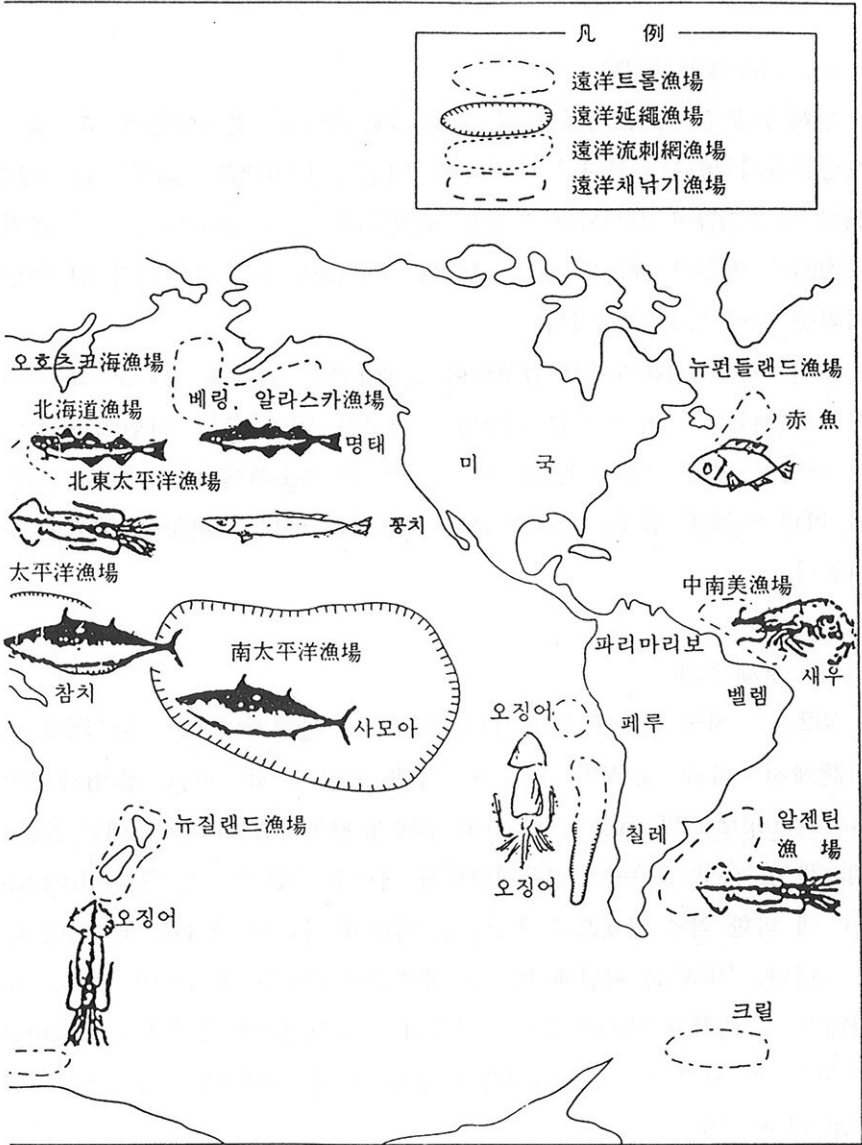 凡 例
遠洋트롤漁場
遠洋延繩漁場
遠洋流刺網漁場
遠洋채낚기漁場
오호츠크海漁場
베링 알라스카漁場
뉴펀들랜드漁場
北海道漁場
명태
미 국
赤魚
北東太平洋漁場
꽁치
太平洋漁場
中南美漁場
南太平洋漁場
파리마리보
새우
참치
사모아
벨렘
오징어
페루
뉴질랜드漁場
칠레
알젠틴
漁場
오징어
오징어
크릴